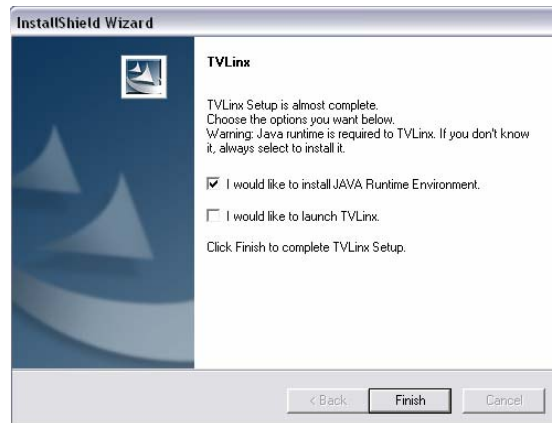 InstallShield Wizard
TVLinx
TVLinx Setup is almost complete.
Choose the options you want below.
Warning: Java runtime is required to TVLinx. If you don't know
it, always select to install it.
I would like to install JAVA Runtime Environment.
I would like to launch TVLinx.
Click Finish to complete TVLinx Setup.
< Back
Finish
Cancel